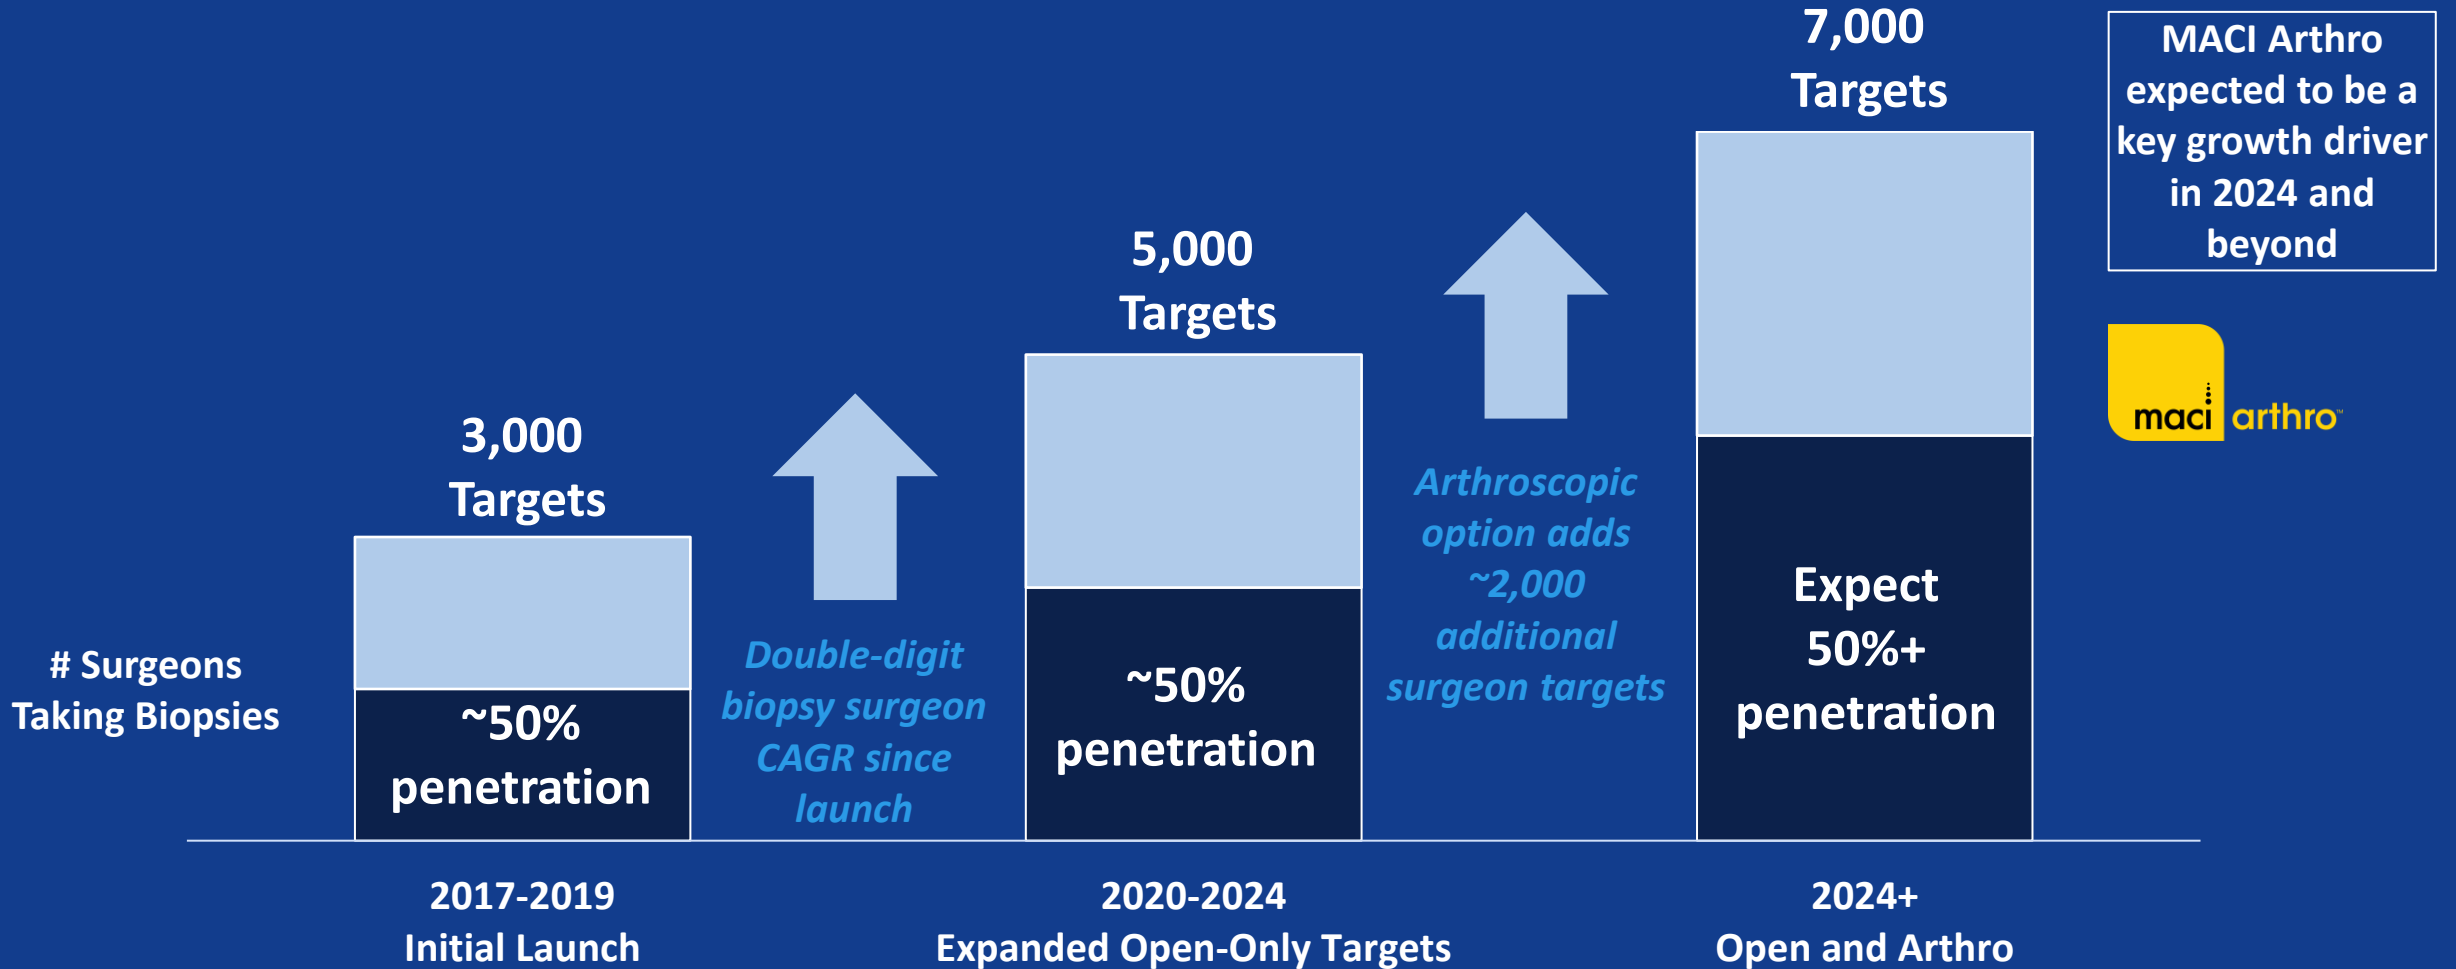 3,000
Targets
~50%
penetration
# Surgeons
Taking Biopsies
2017-2019
Initial Launch
Double-digit
biopsy surgeon
CAGR since
launch
5,000
Targets
~50%
penetration
2020-2024
Expanded Open-Only Targets
Arthroscopic
option adds
~2,000
additional
surgeon targets
7,000
Targets
Expect
50%+
penetration
2024+
Open and Arthro
MACI Arthro
expected to be a
key growth driver
in 2024 and
beyond
maci arthro™